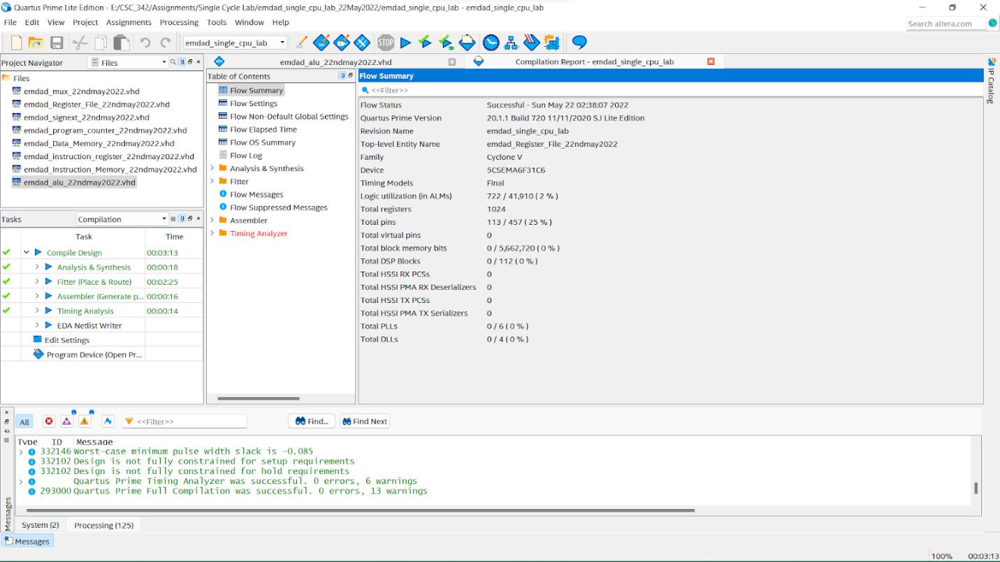 Quartus Prime Lite Edition - E:/CSC_342/Assignments/Single Cycle Lab/emdad_single_cpu_lab_22May2022/emdad_single_cpu_lab - emdad_single_cpu_lab
File Edit View Project Assignments Processing Tools Window Help
Search altera.com
emdad_single_cpu_lab
STOP
Project Navigator
Files
Files
emdad_mux_22ndmay2022.vhd
emdad_Register_File_22ndmay2022.vhd
emdad_signext_22ndmay2022.vhd
emdad_program_counter_22ndmay2022.vhd
emdad_Data_Memory_22ndmay2022.vhd
emdad_instruction_register_22ndmay2022.vhd
emdad_Instruction_Memory_22ndmay2022.vhd
emdad_alu_22ndmay2022.vhd
Tasks
Compilation
Task Time
Compile Design 00:03:13
Analysis & Synthesis 00:00:18
Fitter (Place & Route) 00:02:25
Assembler (Generate p... 00:00:16
Timing Analysis 00:00:14
EDA Netlist Writer
Edit Settings
Program Device (Open Pr...
emdad_alu_22ndmay2022.vhd
Compilation Report - emdad_single_cpu_lab
Table of Contents
Flow Summary
Flow Settings
Flow Non-Default Global Settings
Flow Elapsed Time
Flow OS Summary
Flow Log
Analysis & Synthesis
Fitter
Flow Messages
Flow Suppressed Messages
Assembler
Timing Analyzer
Flow Summary
<<Filter>>
Flow Status Successful - Sun May 22 02:38:07 2022
Quartus Prime Version 20.1.1 Build 720 11/11/2020 SJ Lite Edition
Revision Name emdad_single_cpu_lab
Top-level Entity Name emdad_Register_File_22ndmay2022
Family Cyclone V
Device 5CSEMA6F31C6
Timing Models Final
Logic utilization (in ALMs) 722 / 41,910 ( 2 % )
Total registers 1024
Total pins 113 / 457 ( 25 % )
Total virtual pins 0
Total block memory bits 0 / 5,662,720 ( 0 % )
Total DSP Blocks 0 / 112 ( 0 % )
Total HSSI RX PCSs 0
Total HSSI PMA RX Deserializers 0
Total HSSI TX PCSs 0
Total HSSI PMA TX Serializers 0
Total PLLs 0 / 6 ( 0 % )
Total DLLs 0 / 4 ( 0 % )
IP Catalog
All
<<Filter>>
Find...
Find Next
Type ID Message
332146 Worst-case minimum pulse width slack is -0.085
332102 Design is not fully constrained for setup requirements
332102 Design is not fully constrained for hold requirements
Quartus Prime Timing Analyzer was successful. 0 errors, 6 warnings
293000 Quartus Prime Full Compilation was successful. 0 errors, 13 warnings
Messages
System (2) Processing (125)
Messages
100% 00:03:13